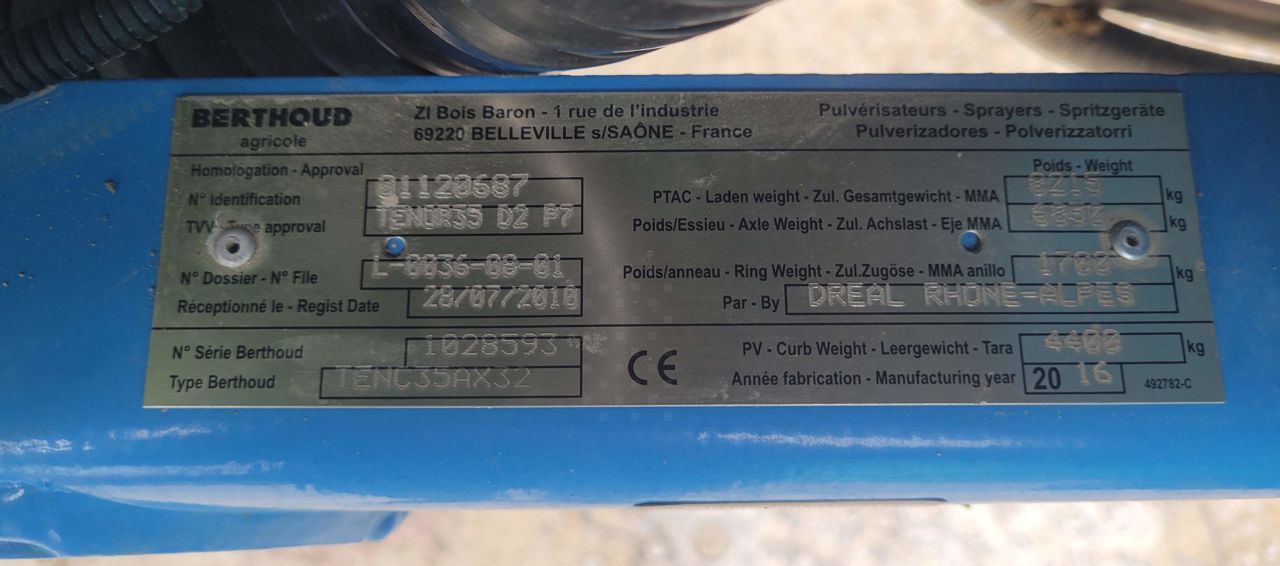 BERTHOUD
agricole
ZI Bois Baron - 1 rue de l'industrie
69220 BELLEVILLE s/SAÔNE - France
Pulvérisateurs - Sprayers - Spritzgeräte
Pulverizadores - Polverizzatorri
Homologation - Approval
N° Identification 01120687
TVV - Type approval TENOR35 D2 P7
N° Dossier - N° File L-0036-08-01
Réceptionné le - Regist Date 28/07/2010
Poids - Weight
PTAC - Laden weight - Zul. Gesamtgewicht - MMA 8215 kg
Poids/Essieu - Axle Weight - Zul. Achslast - Eje MMA kg
Poids/anneau - Ring Weight - Zul.Zugöse - MMA anillo 1700 kg
Par - By DREAL RHONE-ALPES
N° Série Berthoud 1028593
Type Berthoud TENC35AX32
CE
PV - Curb Weight - Leergewicht - Tara 4400 kg
Année fabrication - Manufacturing year 20 16
492782-C